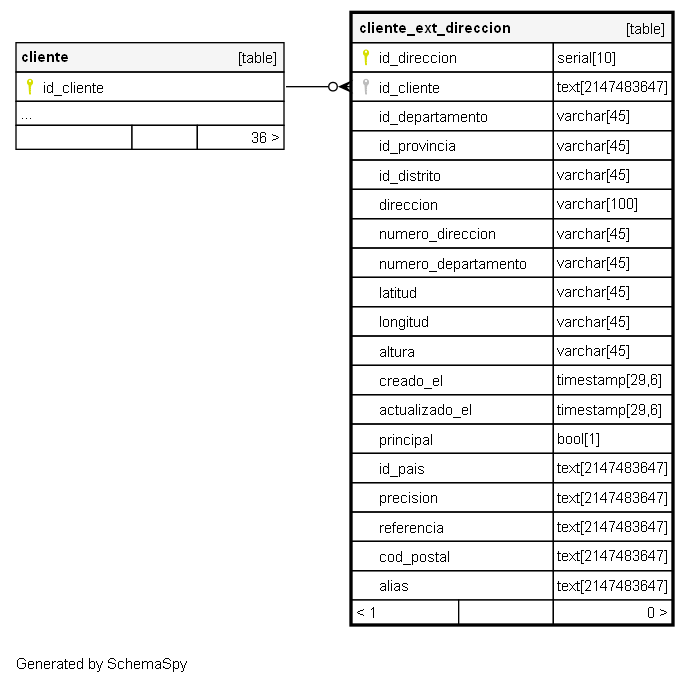 cliente [table]
id_cliente
...
36 >
cliente_ext_direccion [table]
id_direccion serial[10]
id_cliente text[2147483647]
id_departamento varchar[45]
id_provincia varchar[45]
id_distrito varchar[45]
direccion varchar[100]
numero_direccion varchar[45]
numero_departamento varchar[45]
latitud varchar[45]
longitud varchar[45]
altura varchar[45]
creado_el timestamp[29,6]
actualizado_el timestamp[29,6]
principal bool[1]
id_pais text[2147483647]
precision text[2147483647]
referencia text[2147483647]
cod_postal text[2147483647]
alias text[2147483647]
< 1 0 >
Generated by SchemaSpy